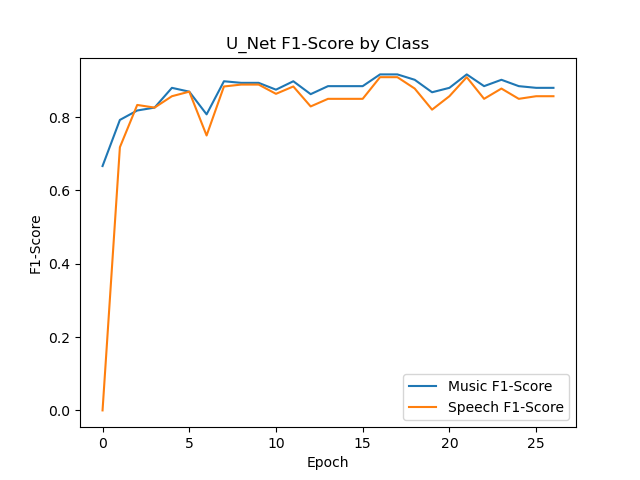 U_Net F1-Score by Class
F1-Score
0.8
0.6
0.4
0.2
0.0
Music F1-Score
Speech F1-Score
0 5 10 15 20 25
Epoch